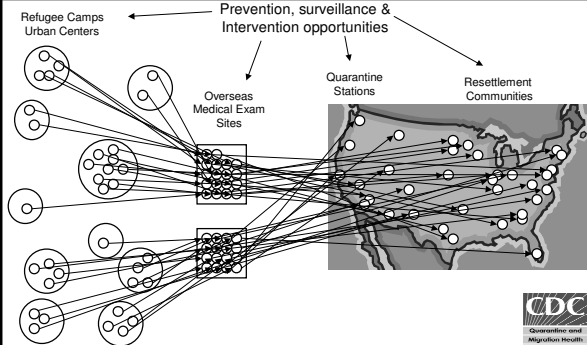 Prevention, surveillance &
Intervention opportunities
Refugee Camps
Urban Centers
Overseas
Medical Exam
Sites
Quarantine
Stations
Resettlement
Communities
CDC
Quarantine and
Migration Health